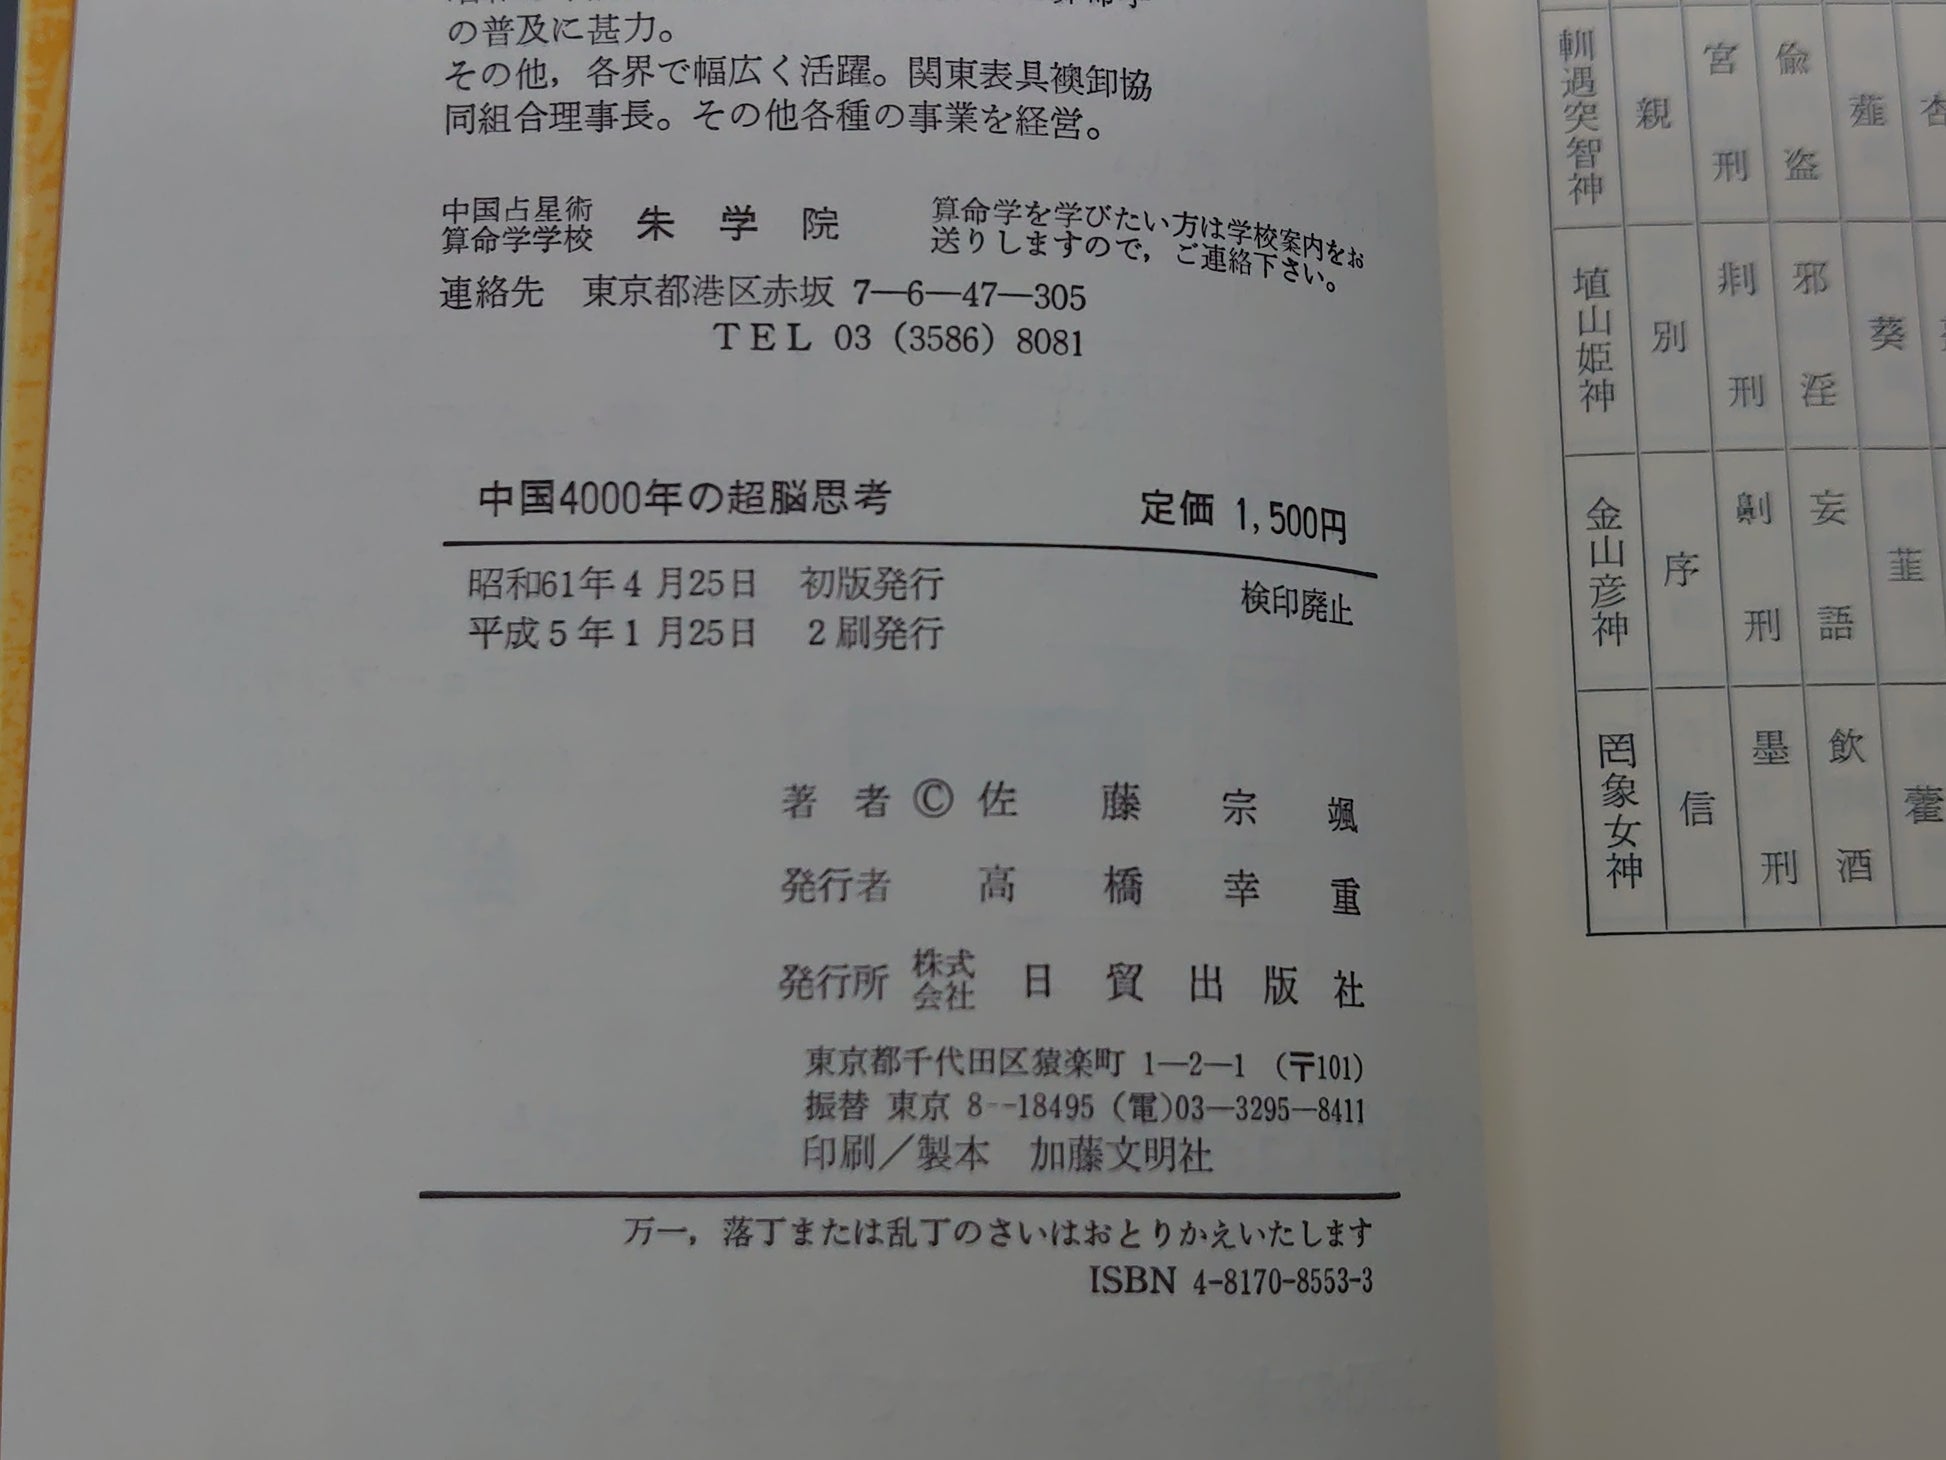 の普及に甚力。
その他，各界で幅広く活躍。関東表具襖卸協
同組合理事長。その他各種の事業を経営。
中国占星術
算命学学校
朱学院
算命学を学びたい方は学校案内をお
送りしますので，ご連絡下さい。
連絡先　東京都港区赤坂 7—6—47—305
TEL 03（3586）8081
中国4000年の超脳思考
定価 1,500円
昭和61年4月25日　初版発行
検印廃止
平成5年1月25日　2刷発行
著者 © 佐藤宗颯
発行者　高橋幸重
発行所 株式会社 日貿出版社
東京都千代田区猿楽町 1—2—1（〒101）
振替 東京 8--18495（電）03—3295—8411
印刷／製本　加藤文明社
万一，落丁または乱丁のさいはおとりかえいたします
ISBN 4-8170-8553-3
遇突智神
親
宮刑
偸盗
薤
埴山姫神
別
刑
邪淫
葵
金山彦神
序
劓刑
妄語
韮
罔象女神
信
墨刑
飲酒
藿